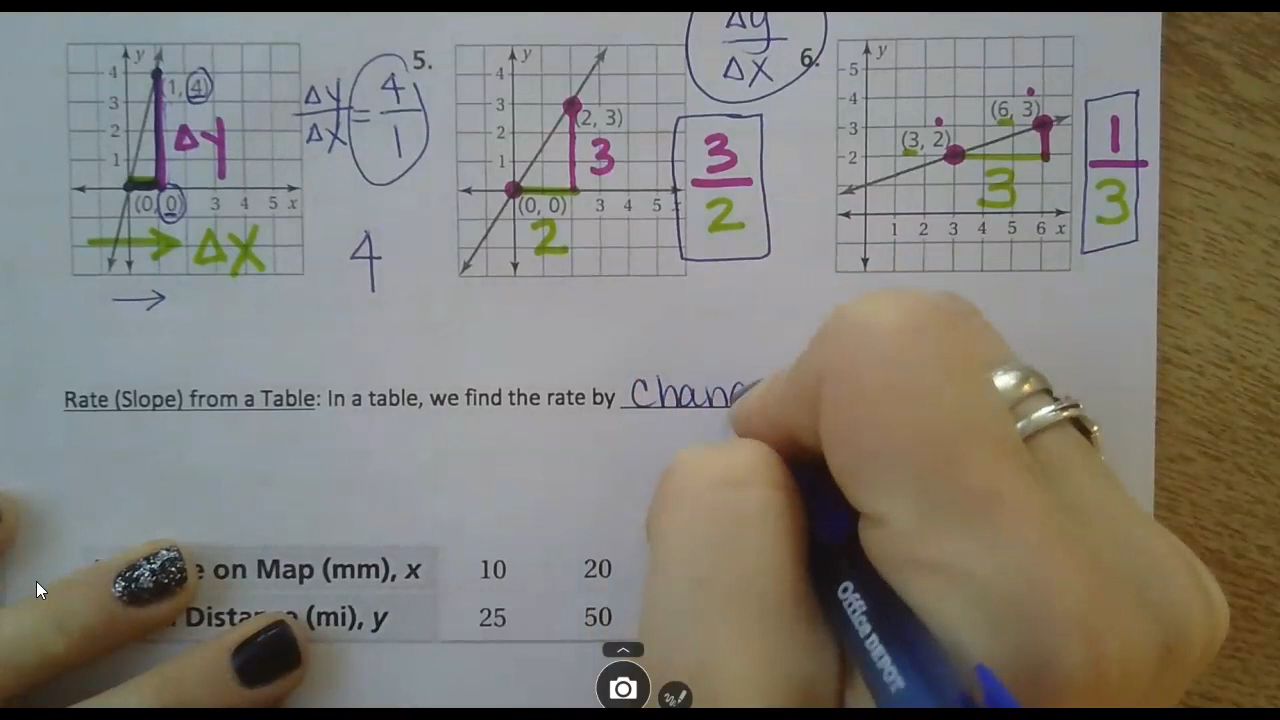 Δy
ΔX
5.
6.
y
4
3
2
1
(1, 4)
Δy
(0, 0)
3 4 5 x
ΔX
Δy
ΔX
=
4
1
4
y
4
3
2
1
(2, 3)
3
(0, 0)
3 4 5 x
2
3
2
y
5
4
3
2
(6, 3)
(3, 2)
3
1 2 3 4 5 6 x
1
3
Rate (Slope) from a Table: In a table, we find the rate by Chang
on Map (mm), x 10 20
(mi), y 25 50
Office DEPOT